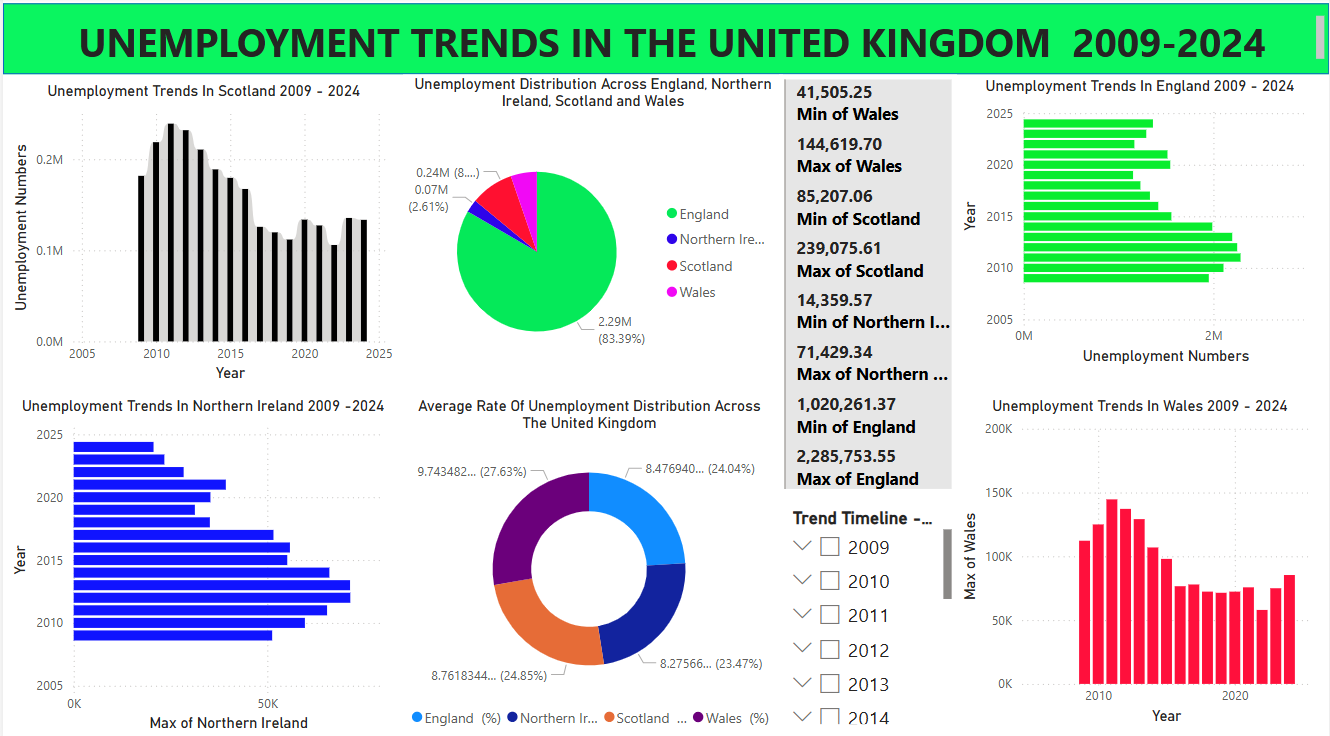 UNEMPLOYMENT TRENDS IN THE UNITED KINGDOM 2009-2024
Unemployment Trends In Scotland 2009 - 2024
Unemployment Numbers
0.2M
0.1M
0.0M
2005
2010
2015
2020
2025
Year
Unemployment Distribution Across England, Northern
Ireland, Scotland and Wales
0.24M (8....)
0.07M
(2.61%)
2.29M
(83.39%)
England
Northern Ire...
Scotland
Wales
41,505.25
Min of Wales
144,619.70
Max of Wales
85,207.06
Min of Scotland
239,075.61
Max of Scotland
14,359.57
Min of Northern I...
71,429.34
Max of Northern ...
1,020,261.37
Min of England
2,285,753.55
Max of England
Unemployment Trends In England 2009 - 2024
Year
2025
2020
2015
2010
2005
0M
2M
Unemployment Numbers
Unemployment Trends In Northern Ireland 2009 -2024
Year
2025
2020
2015
2010
2005
0K
50K
Max of Northern Ireland
Average Rate Of Unemployment Distribution Across
The United Kingdom
9.743482... (27.63%)
8.476940... (24.04%)
8.7618344... (24.85%)
8.27566... (23.47%)
England (%)
Northern Ir...
Scotland ...
Wales (%)
Trend Timeline -...
2009
2010
2011
2012
2013
2014
Unemployment Trends In Wales 2009 - 2024
Max of Wales
200K
150K
100K
50K
0K
2010
2020
Year